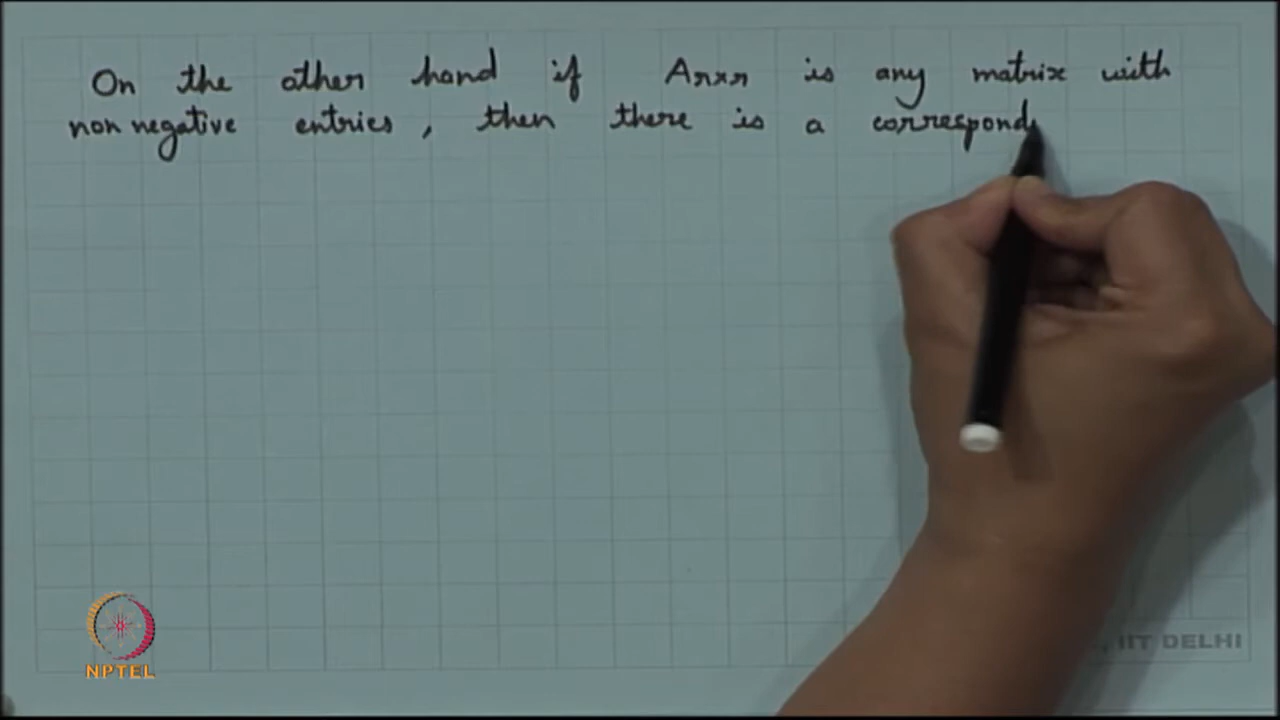 On the other hand if Anxn is any matrix with
non negative entries, then there is a correspond
NPTEL
, IIT DELHI